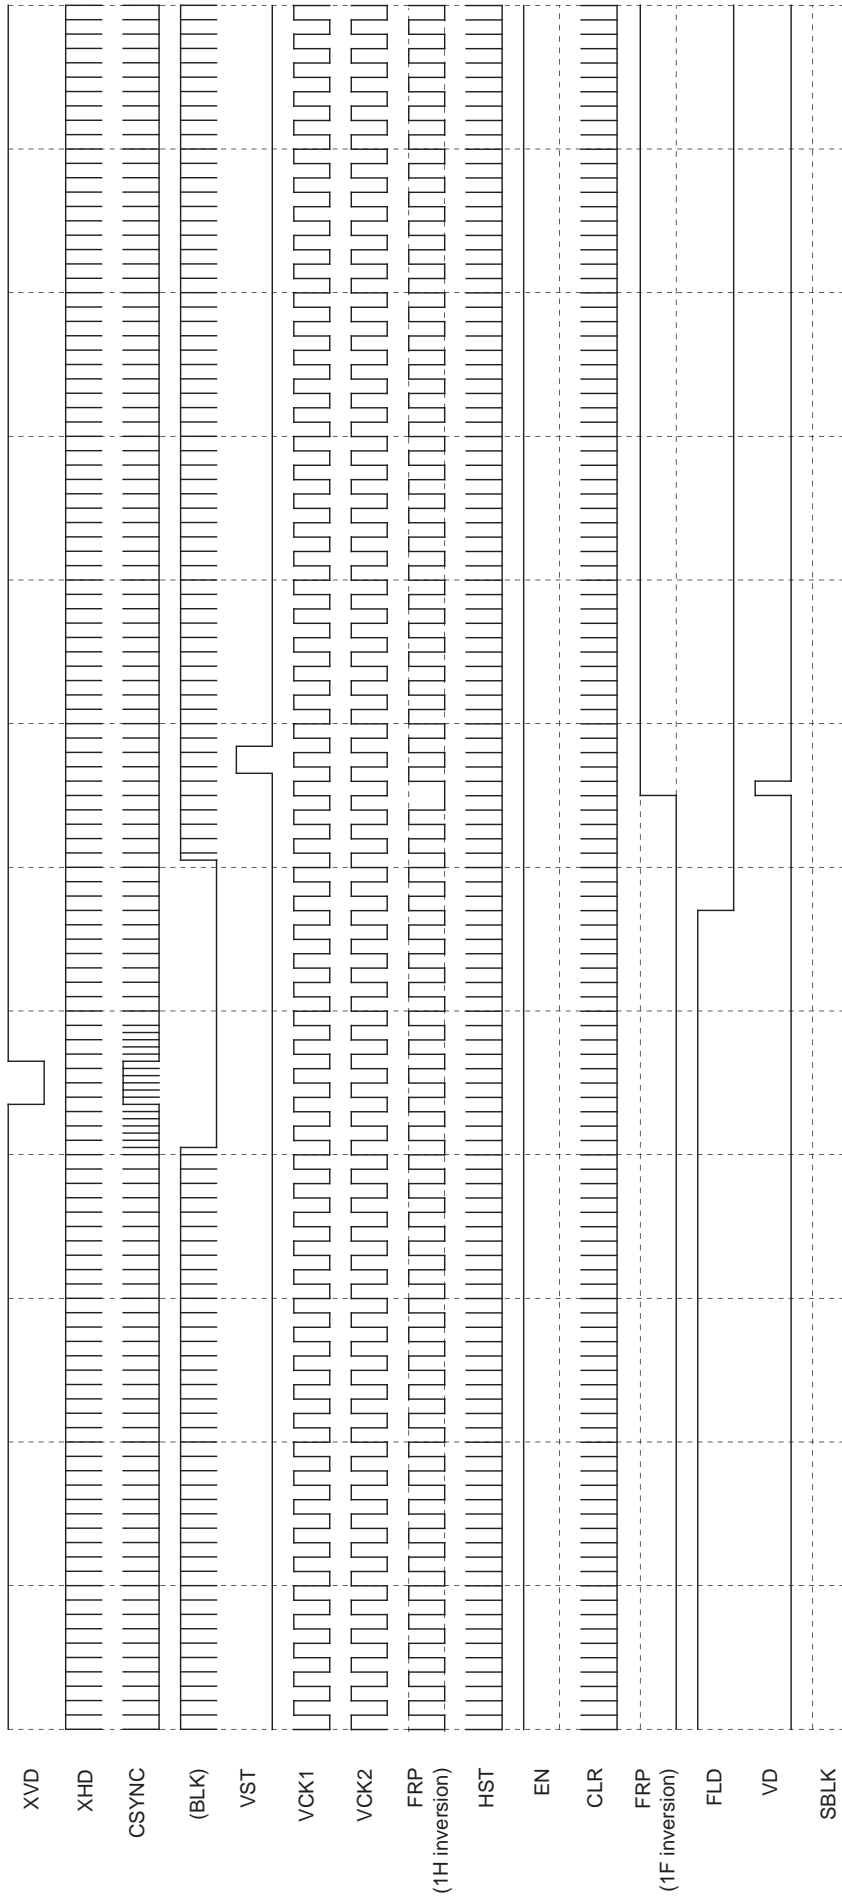 XVD
XHD
CSYNC
(BLK)
VST
VCK1
VCK2
FRP
(1H inversion)
HST
EN
CLR
FRP
(1F inversion)
FLD
VD
SBLK